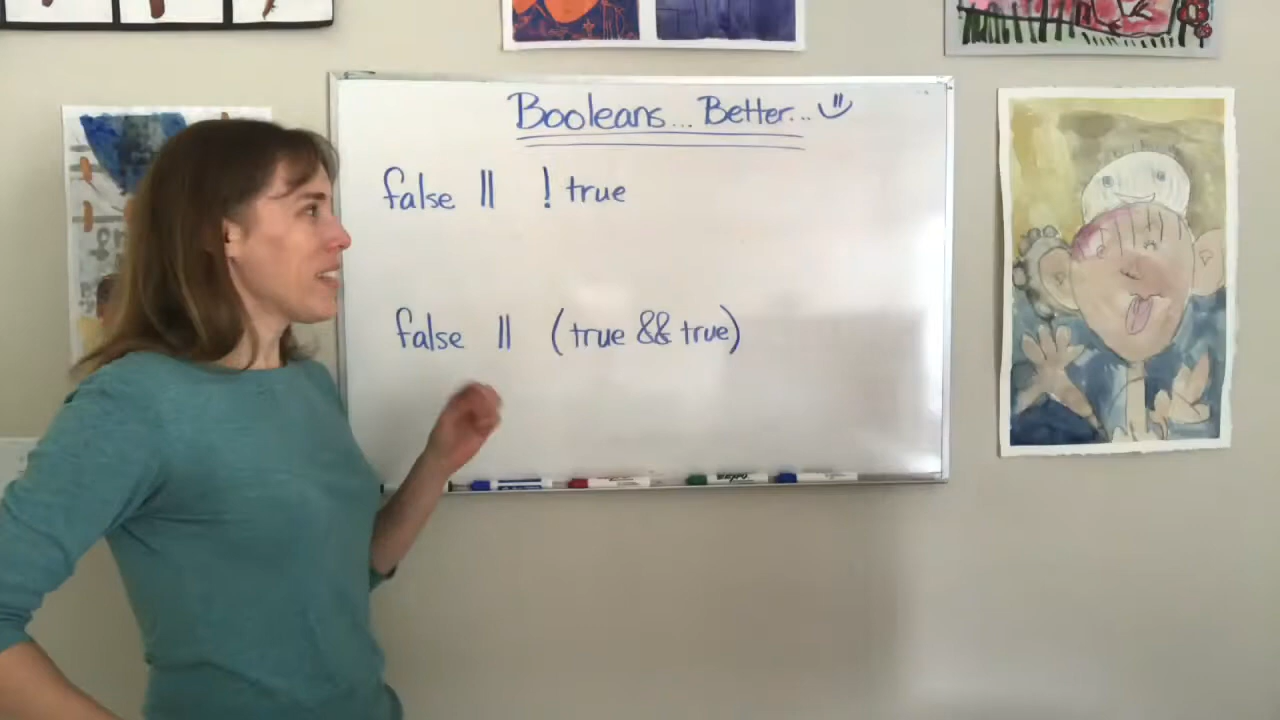 Booleans... Better...
false || ! true
false || (true && true)